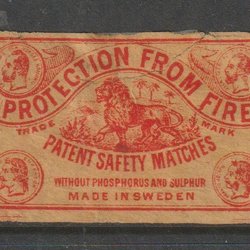 PROTECTION FROM FIRE
TRADE MARK
PATENT SAFETY MATCHES
WITHOUT PHOSPHORUS AND SULPHUR
MADE IN SWEDEN